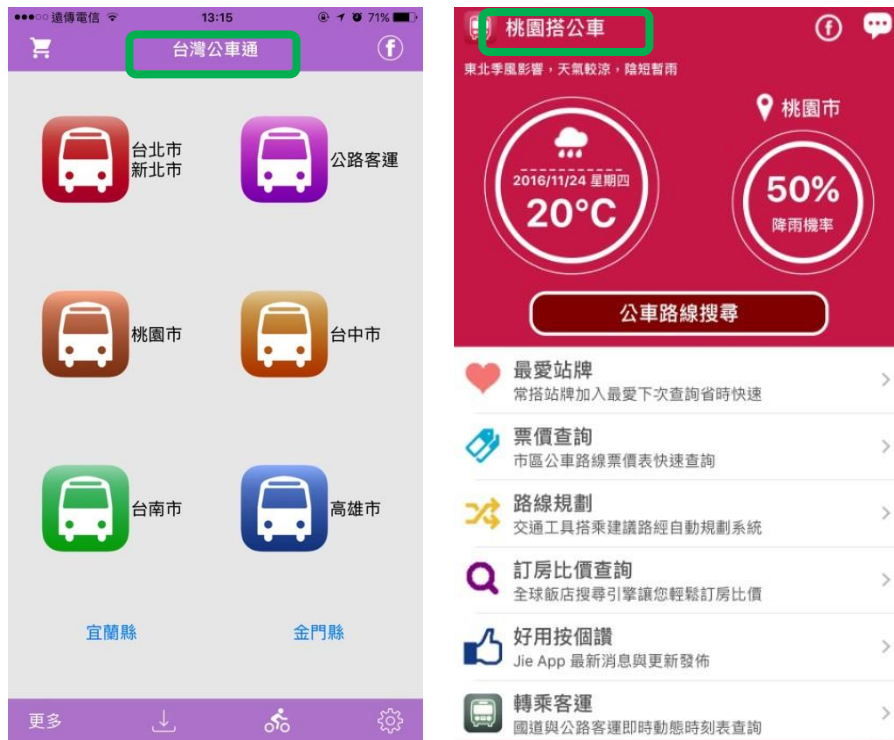 遠傳電信 13:15 71%
台灣公車通
台北市
新北市
公路客運
桃園市
台中市
台南市
高雄市
宜蘭縣
金門縣
更多
桃園搭公車
東北季風影響,天氣較涼,陰短暫雨
2016/11/24 星期四
20°C
桃園市
50%
降雨機率
公車路線搜尋
最愛站牌
常搭站牌加入最愛下次查詢省時快速
票價查詢
市區公車路線票價表快速查詢
路線規劃
交通工具搭乘建議路經自動規劃系統
訂房比價查詢
全球飯店搜尋引擎讓您輕鬆訂房比價
好用按個讚
Jie App 最新消息與更新發佈
轉乘客運
國道與公路客運即時動態時刻表查詢